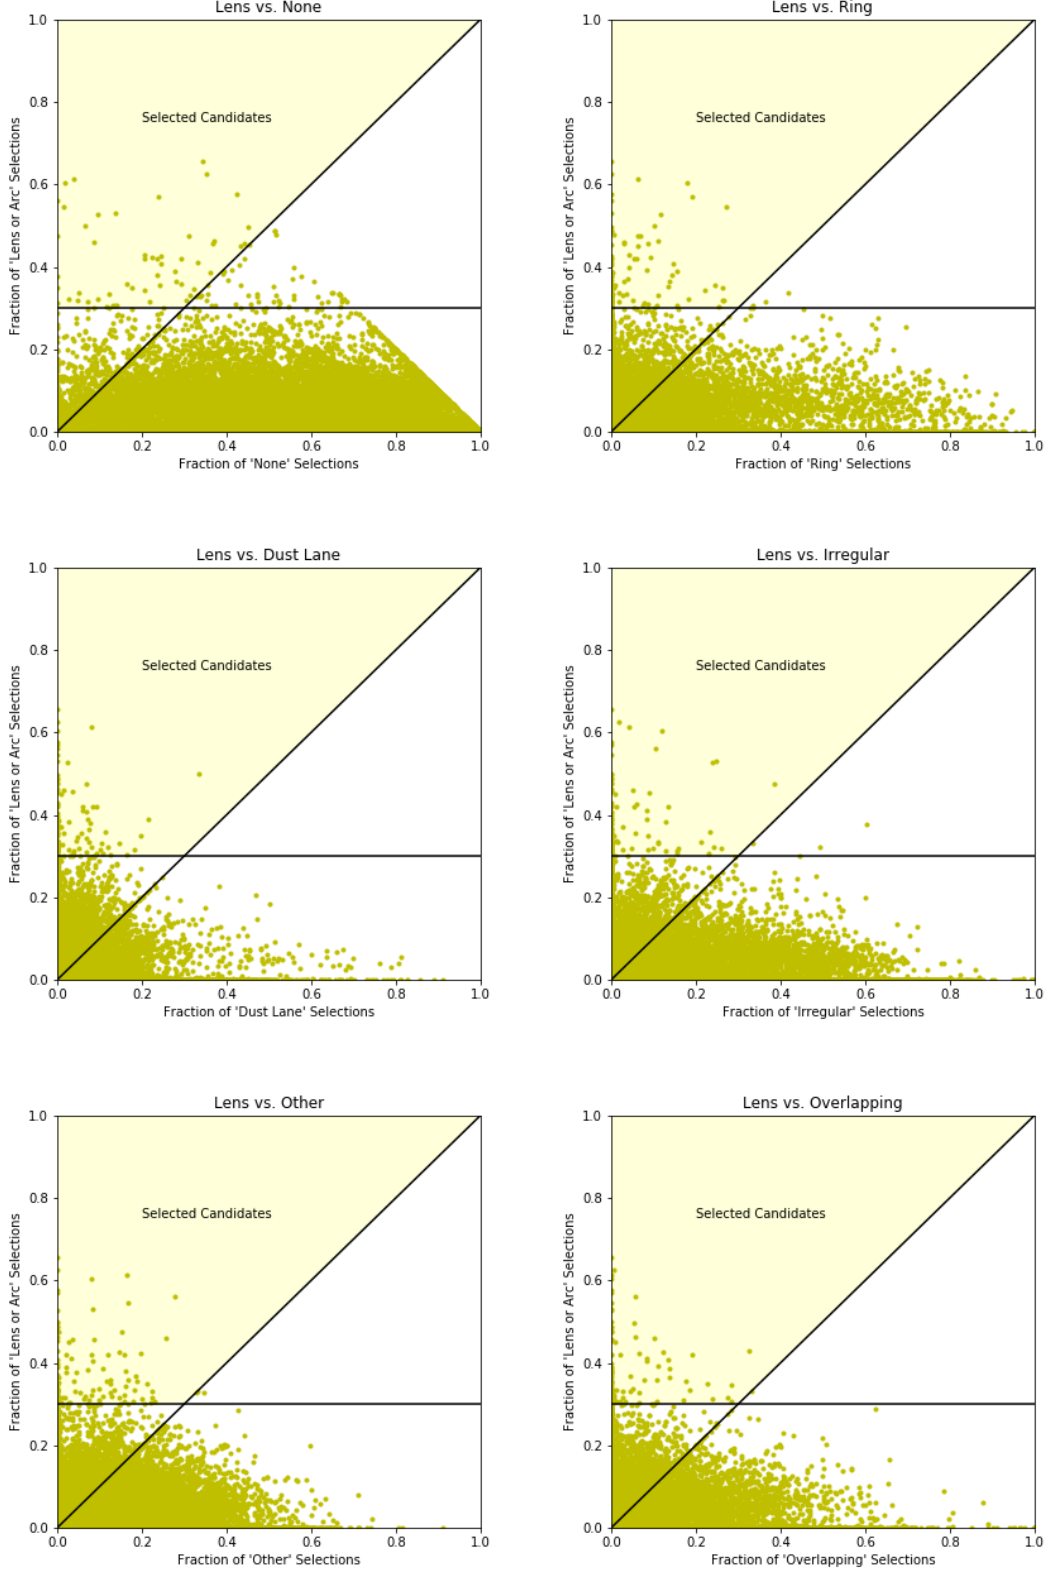 Lens vs. None
1.0
0.8
0.6
0.4
0.2
0.0
Fraction of 'Lens or Arc' Selections
Selected Candidates
0.0 0.2 0.4 0.6 0.8 1.0
Fraction of 'None' Selections
Lens vs. Ring
1.0
0.8
0.6
0.4
0.2
0.0
Fraction of 'Lens or Arc' Selections
Selected Candidates
0.0 0.2 0.4 0.6 0.8 1.0
Fraction of 'Ring' Selections
Lens vs. Dust Lane
1.0
0.8
0.6
0.4
0.2
0.0
Fraction of 'Lens or Arc' Selections
Selected Candidates
0.0 0.2 0.4 0.6 0.8 1.0
Fraction of 'Dust Lane' Selections
Lens vs. Irregular
1.0
0.8
0.6
0.4
0.2
0.0
Fraction of 'Lens or Arc' Selections
Selected Candidates
0.0 0.2 0.4 0.6 0.8 1.0
Fraction of 'Irregular' Selections
Lens vs. Other
1.0
0.8
0.6
0.4
0.2
0.0
Fraction of 'Lens or Arc' Selections
Selected Candidates
0.0 0.2 0.4 0.6 0.8 1.0
Fraction of 'Other' Selections
Lens vs. Overlapping
1.0
0.8
0.6
0.4
0.2
0.0
Fraction of 'Lens or Arc' Selections
Selected Candidates
0.0 0.2 0.4 0.6 0.8 1.0
Fraction of 'Overlapping' Selections